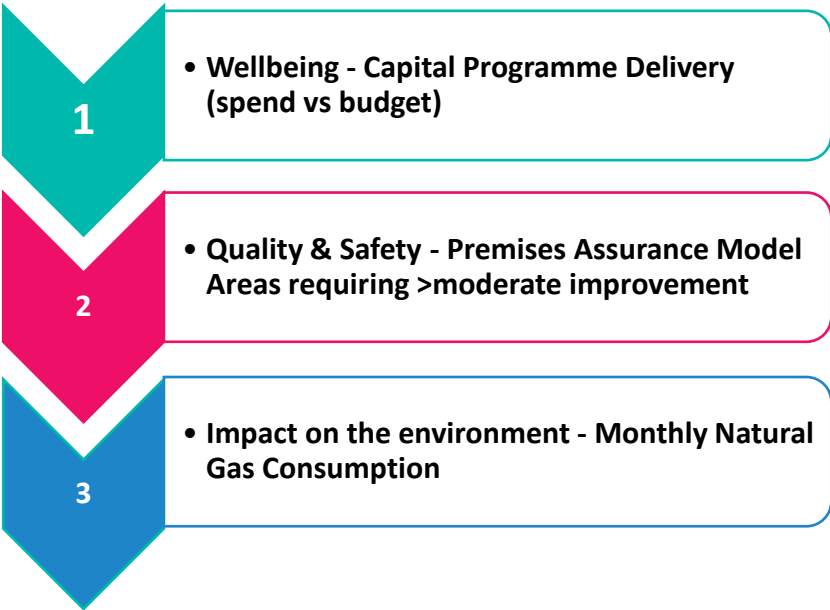 1
• Wellbeing - Capital Programme Delivery
(spend vs budget)
2
• Quality & Safety - Premises Assurance Model
Areas requiring >moderate improvement
3
• Impact on the environment - Monthly Natural
Gas Consumption